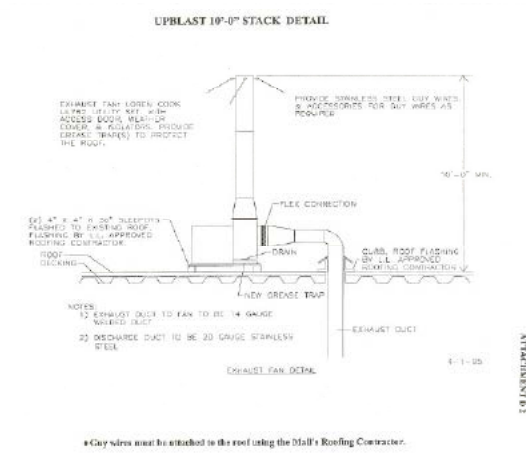 UPBLAST 10'-0" STACK DETAIL
EXHAUST FAN: LOREN COOK
UTILITY SET WITH
ACCESS DOOR, WEATHER
COVER, & ISOLATORS. PROVIDE
GREASE TRAP(S) TO PROTECT
THE ROOF.
PROVIDE STAINLESS STEEL GUY WIRES
& ACCESSORIES FOR GUY WIRES AS
REQUIRED
10'-0" MIN.
FLEX CONNECTION
(2) 4" X 4" X 36" SLEEPERS
FLASHED TO EXISTING ROOF.
FLASHING BY L.L. APPROVED
ROOFING CONTRACTOR.
DRAIN
CURB, ROOF FLASHING
BY L.L. APPROVED
ROOFING CONTRACTOR
ROOF
DECKING
NEW GREASE TRAP
NOTES:
1) EXHAUST DUCT TO FAN TO BE 14 GAUGE
WELDED DUCT
2) DISCHARGE DUCT TO BE 20 GAUGE STAINLESS
STEEL
EXHAUST DUCT
EXHAUST FAN DETAIL
4-1-05
ATTACHMENT D-2
*Guy wires must be attached to the roof using the Mall's Roofing Contractor.